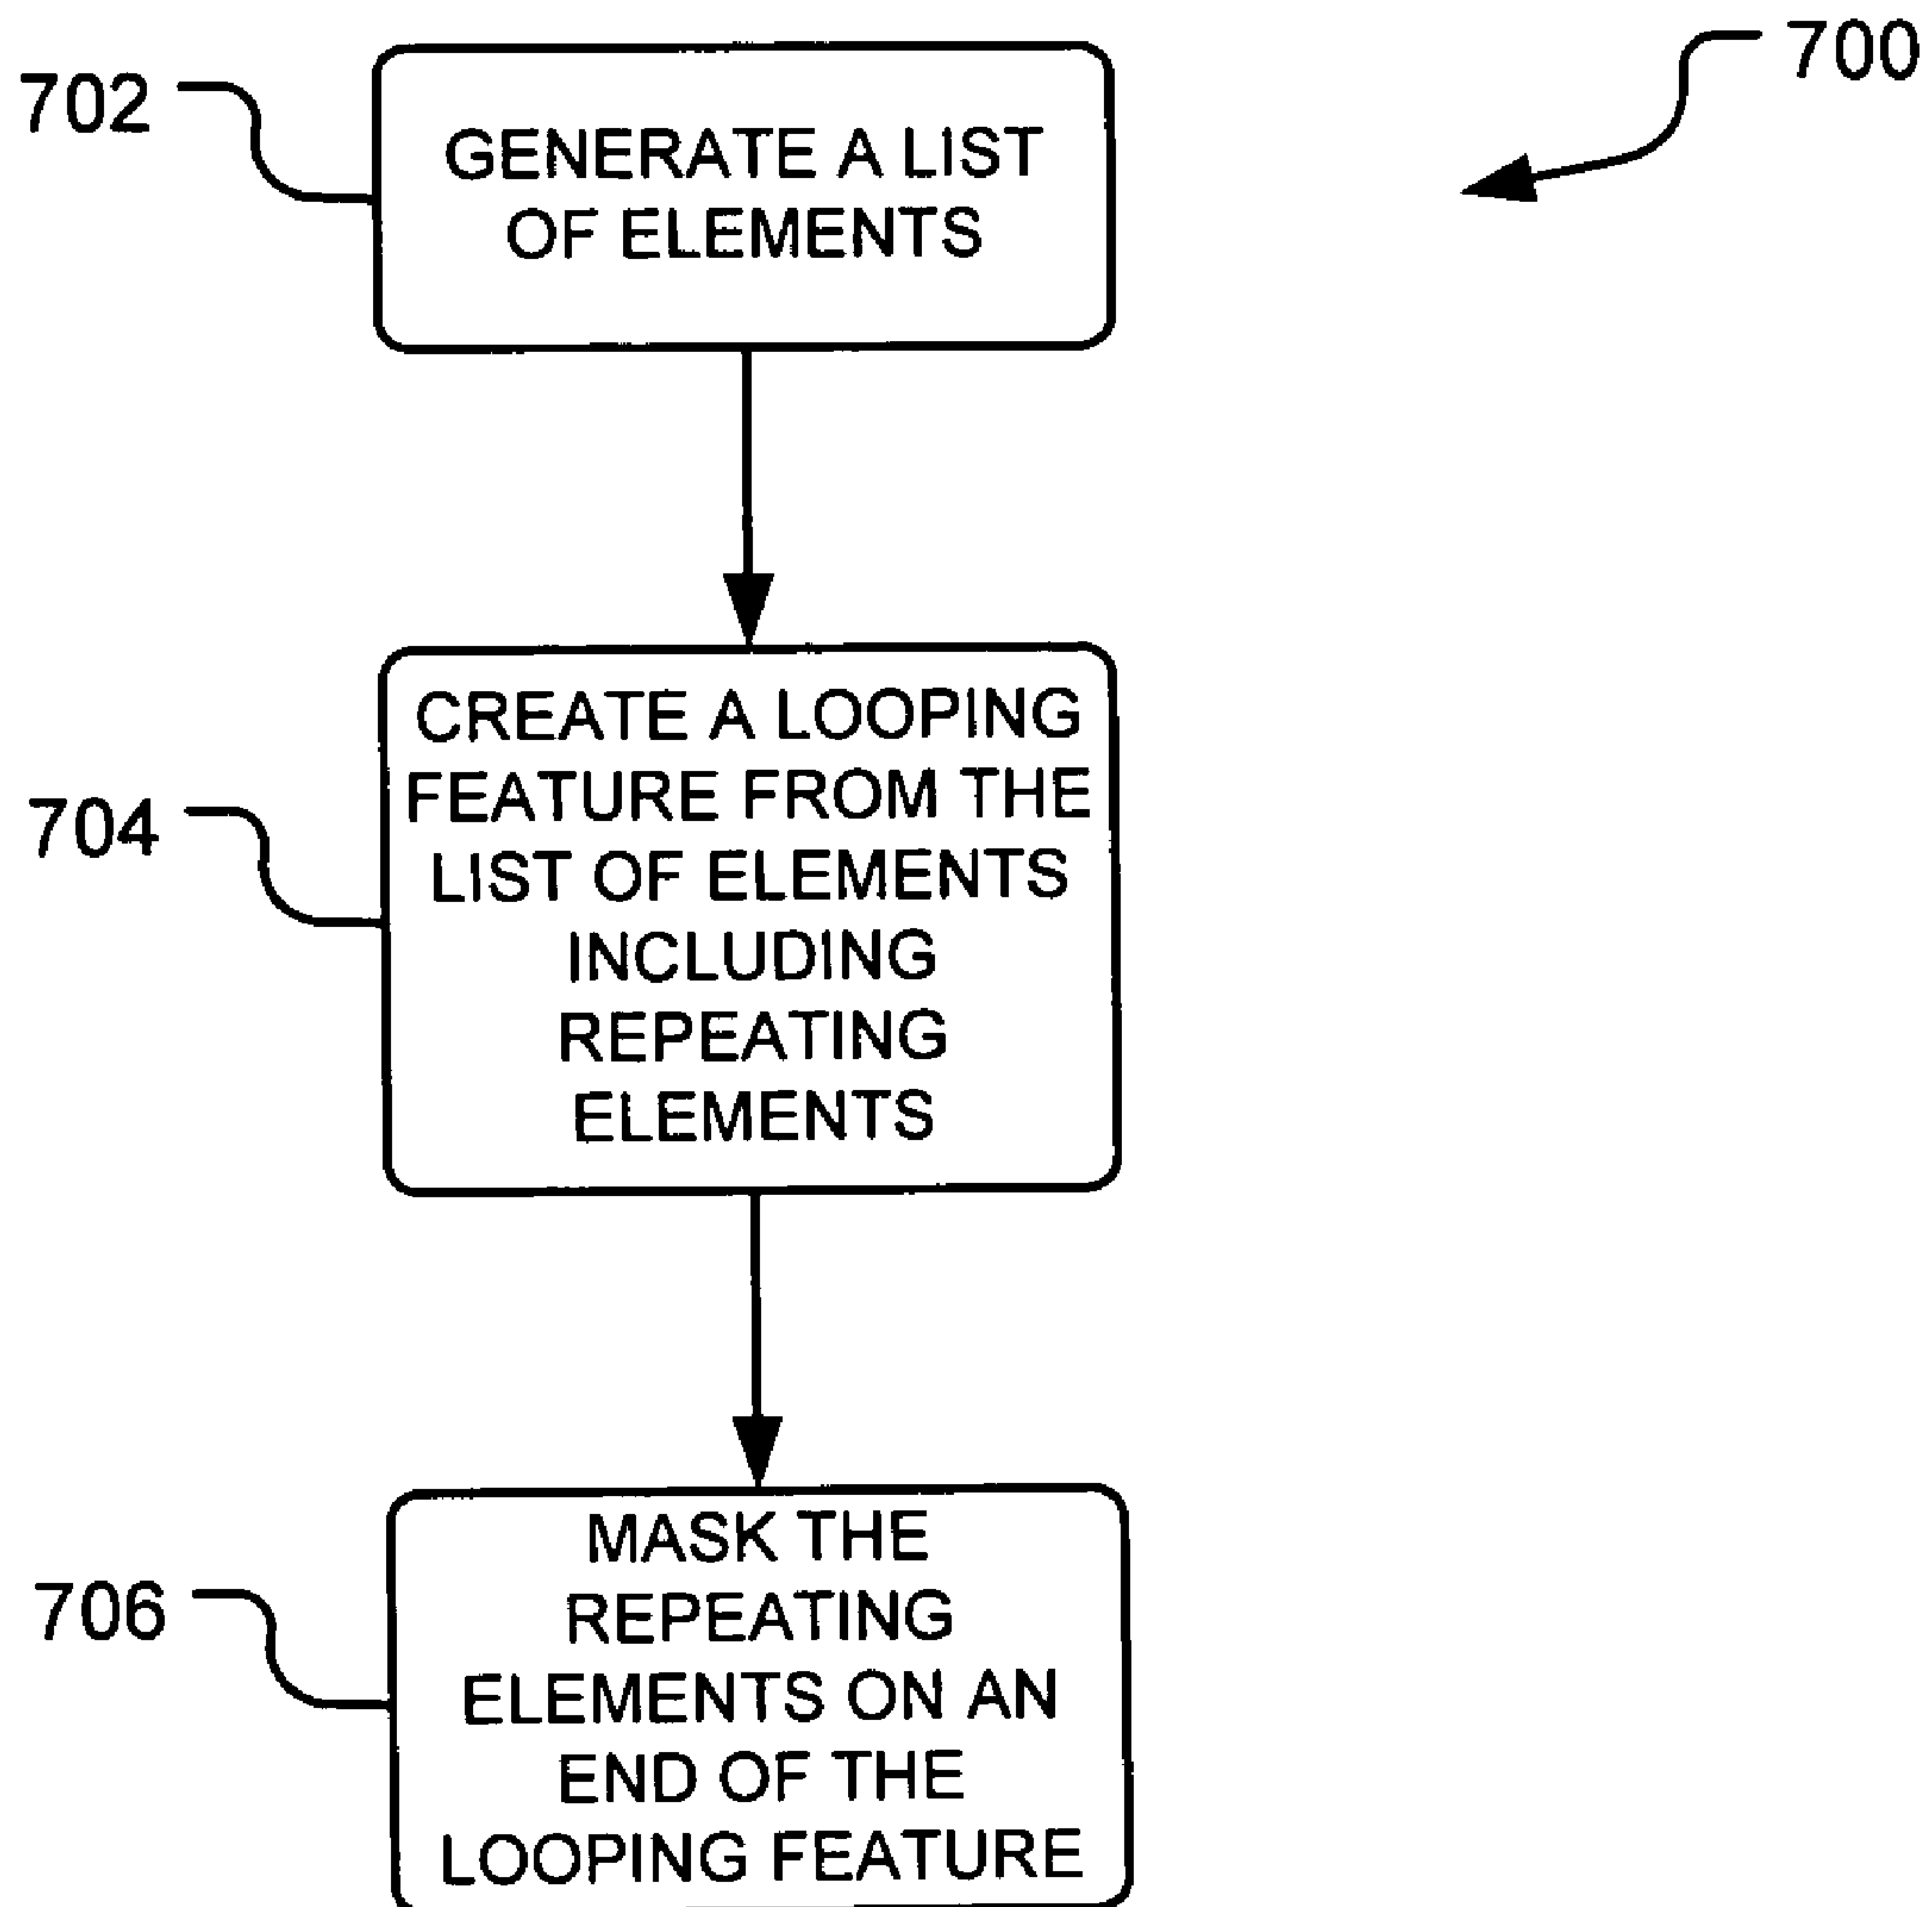 700
702
GENERATE A LIST
OF ELEMENTS
704
CREATE A LOOPING
FEATURE FROM THE
LIST OF ELEMENTS
INCLUDING
REPEATING
ELEMENTS
706
MASK THE
REPEATING
ELEMENTS ON AN
END OF THE
LOOPING FEATURE